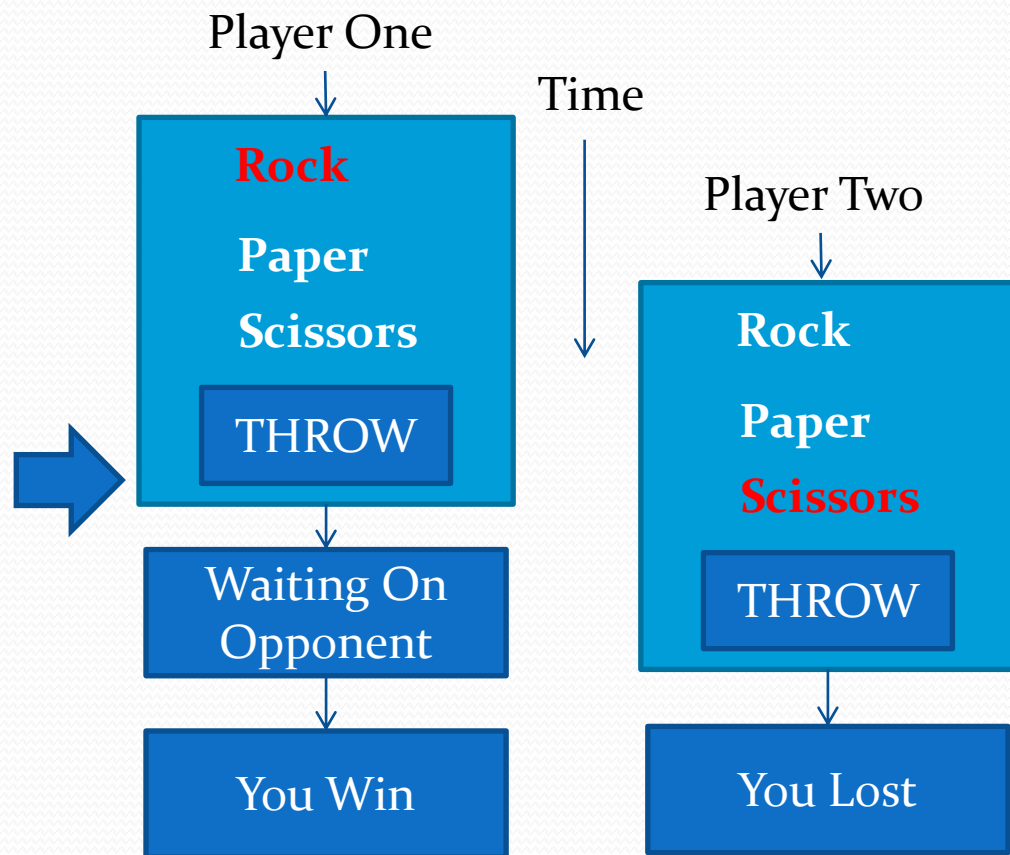 Player One
Rock
Paper
Scissors
THROW
Waiting On
Opponent
You Win
Time
Player Two
Rock
Paper
Scissors
THROW
You Lost